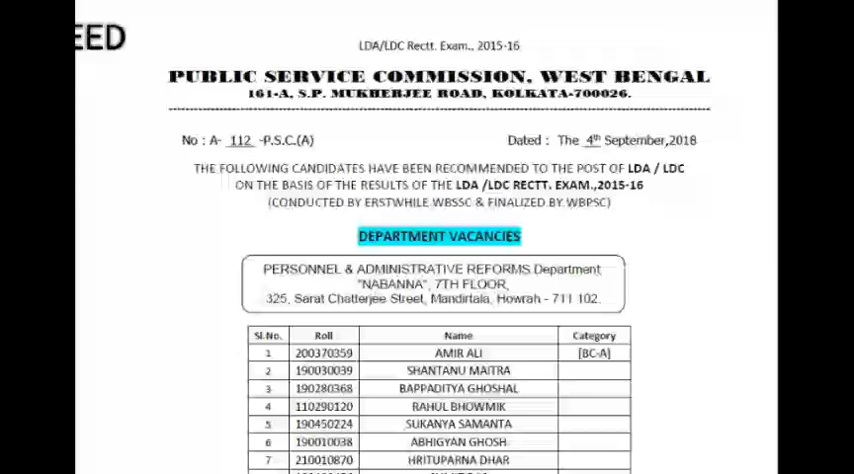 EED
LDA/LDC Rectt. Exam., 2015-16
PUBLIC SERVICE COMMISSION, WEST BENGAL
161-A, S.P. MUKHERJEE ROAD, KOLKATA-700026.
No : A- 112 -P.S.C.(A) Dated : The 4th September,2018
THE FOLLOWING CANDIDATES HAVE BEEN RECOMMENDED TO THE POST OF LDA / LDC
ON THE BASIS OF THE RESULTS OF THE LDA /LDC RECTT. EXAM.,2015-16
(CONDUCTED BY ERSTWHILE WBSSC & FINALIZED BY WBPSC)
DEPARTMENT VACANCIES
PERSONNEL & ADMINISTRATIVE REFORMS Department
"NABANNA", 7TH FLOOR,
325, Sarat Chatterjee Street, Mandirtala, Howrah - 711 102.
Sl.No. Roll Name Category
1 200370359 AMIR ALI [BC-A]
2 190030039 SHANTANU MAITRA
3 190280368 BAPPADITYA GHOSHAL
4 110290120 RAHUL BHOWMIK
5 190450224 SUKANYA SAMANTA
6 190010038 ABHIGYAN GHOSH
7 210010870 HRITUPARNA DHAR